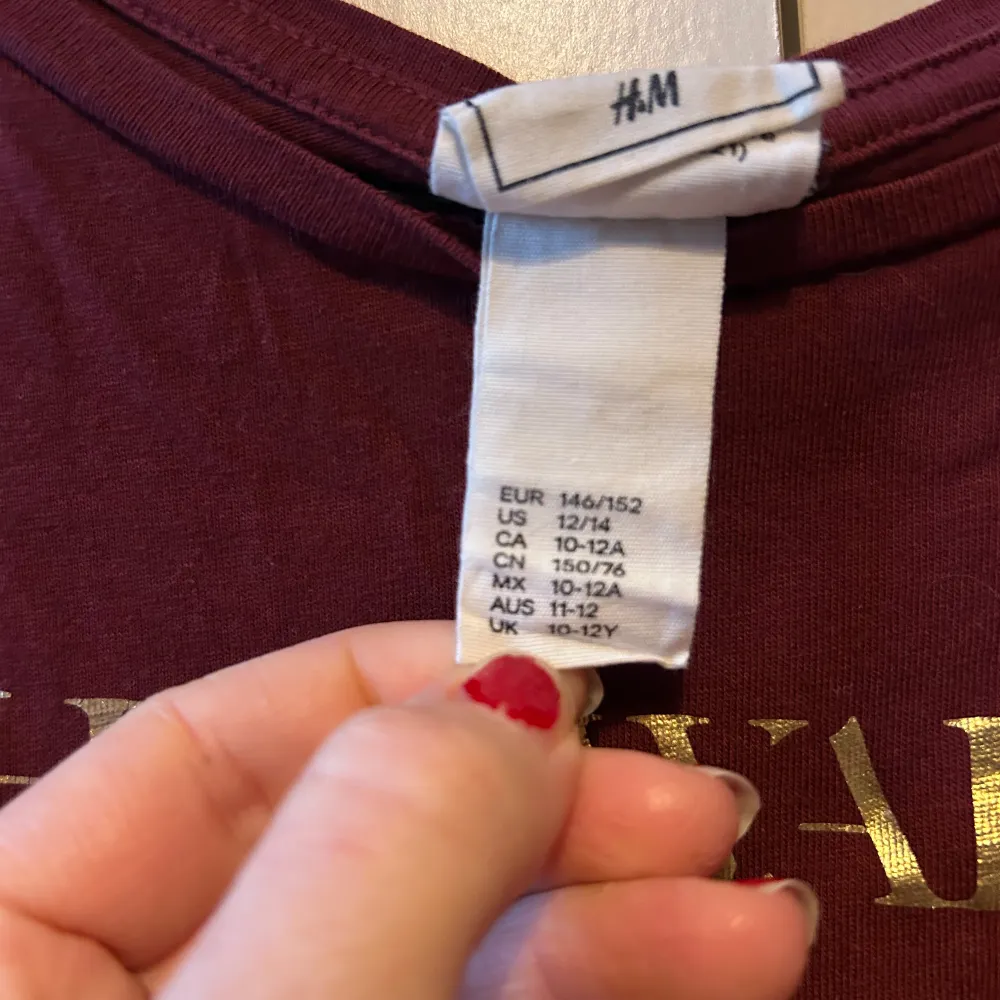 H&M
EUR 146/152
US 12/14
CA 10-12A
CN 150/76
MX 10-12A
AUS 11-12
UK 10-12Y